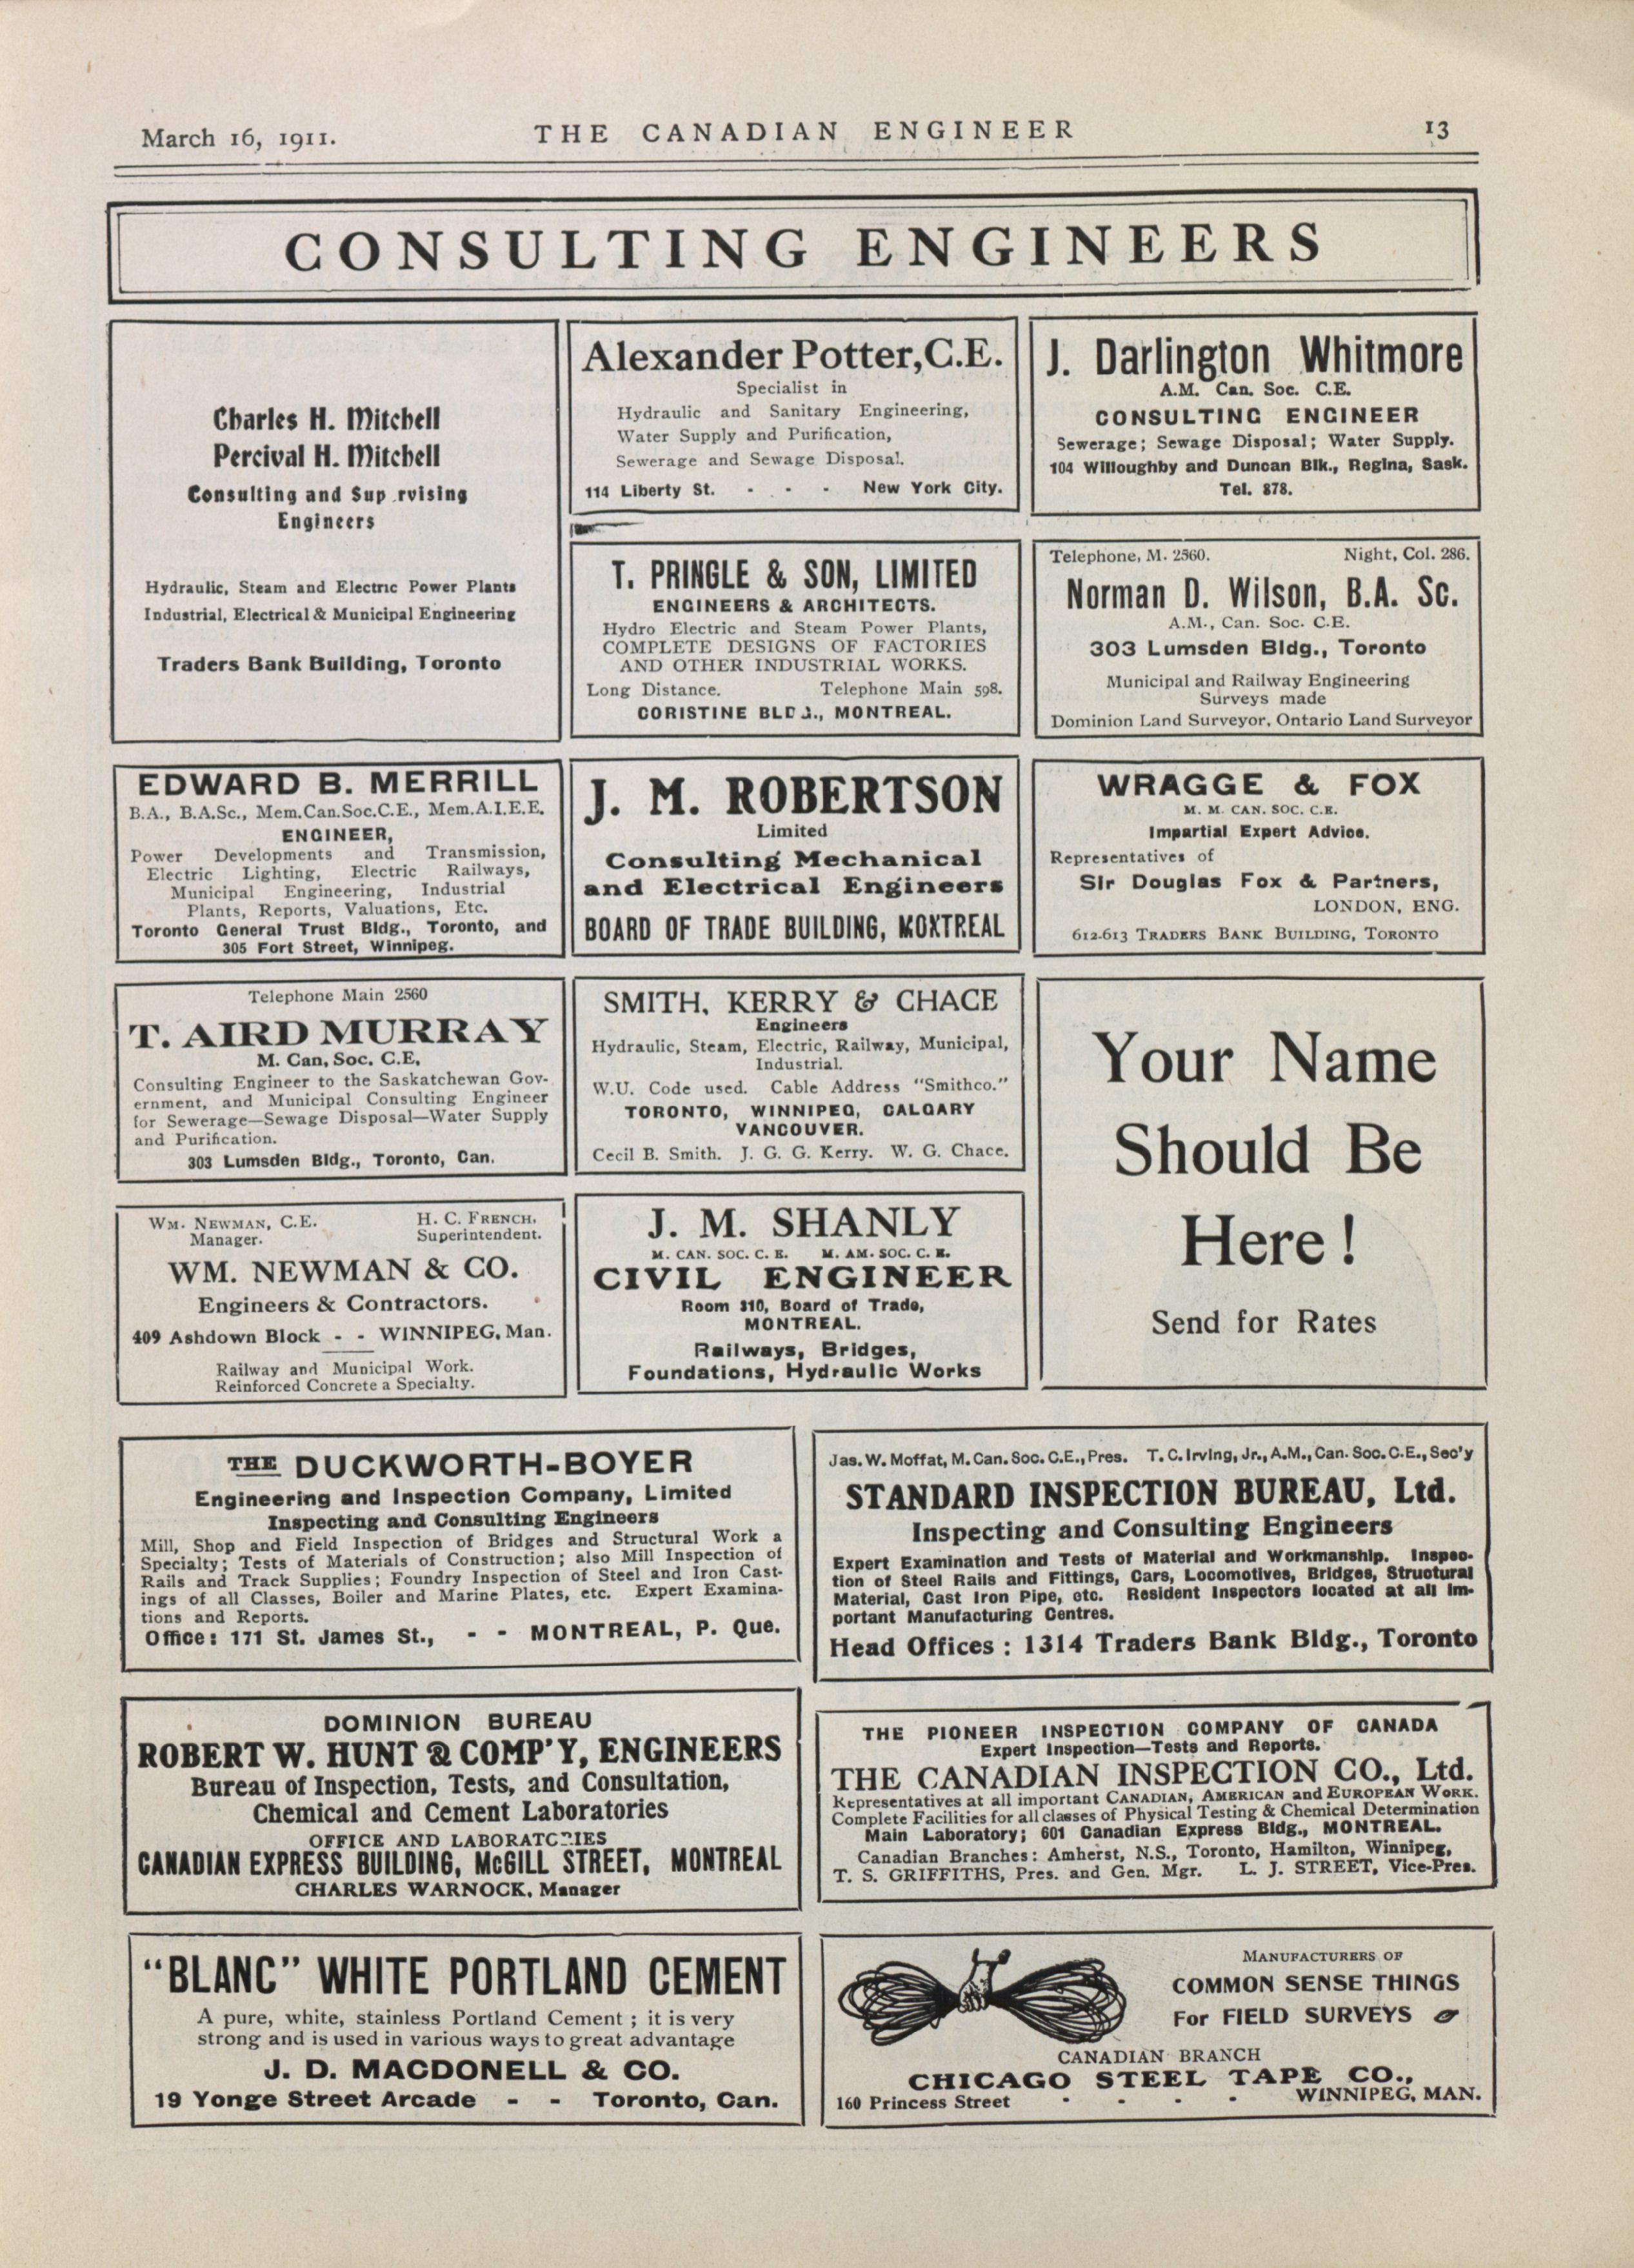 March 16, 1911.
THE CANADIAN ENGINEER
13
CONSULTING ENGINEERS
Charles H. Mitchell
Percival H. Mitchell
Consulting and Sup rvising
Engineers
Hydraulic, Steam and Electric Power Plants
Industrial, Electrical & Municipal Engineering
Traders Bank Building, Toronto
Alexander Potter, C.E.
Specialist in
Hydraulic and Sanitary Engineering,
Water Supply and Purification,
Sewerage and Sewage Disposal.
114 Liberty St. - - - New York City.
J. Darlington Whitmore
A.M. Can. Soc. C.E.
CONSULTING ENGINEER
Sewerage; Sewage Disposal; Water Supply.
104 Willoughby and Duncan Blk., Regina, Sask.
Tel. 878.
T. PRINGLE & SON, LIMITED
ENGINEERS & ARCHITECTS.
Hydro Electric and Steam Power Plants,
COMPLETE DESIGNS OF FACTORIES
AND OTHER INDUSTRIAL WORKS.
Long Distance. Telephone Main 598.
CORISTINE BLDG., MONTREAL.
Telephone, M. 2560. Night, Col. 286.
Norman D. Wilson, B.A. Sc.
A.M., Can. Soc. C.E.
303 Lumsden Bldg., Toronto
Municipal and Railway Engineering
Surveys made
Dominion Land Surveyor, Ontario Land Surveyor
EDWARD B. MERRILL
B.A., B.A.Sc., Mem.Can.Soc.C.E., Mem.A.I.E.E.
ENGINEER,
Power Developments and Transmission,
Electric Lighting, Electric Railways,
Municipal Engineering, Industrial
Plants, Reports, Valuations, Etc.
Toronto General Trust Bldg., Toronto, and
305 Fort Street, Winnipeg.
J. M. ROBERTSON
Limited
Consulting Mechanical
and Electrical Engineers
BOARD OF TRADE BUILDING, MONTREAL
WRAGGE & FOX
M. M. CAN. SOC. C.E.
Impartial Expert Advice.
Representatives of
Sir Douglas Fox & Partners,
LONDON, ENG.
612-613 TRADERS BANK BUILDING, TORONTO
Telephone Main 2560
T. AIRD MURRAY
M. Can. Soc. C.E,
Consulting Engineer to the Saskatchewan Gov-
ernment, and Municipal Consulting Engineer
for Sewerage—Sewage Disposal—Water Supply
and Purification.
303 Lumsden Bldg., Toronto, Can.
SMITH, KERRY & CHACE
Engineers
Hydraulic, Steam, Electric, Railway, Municipal,
Industrial.
W.U. Code used. Cable Address "Smithco."
TORONTO, WINNIPEG, CALGARY
VANCOUVER.
Cecil B. Smith. J. G. G. Kerry. W. G. Chace.
Your Name
Should Be
Here!
Send for Rates
WM. NEWMAN, C.E. H. C. FRENCH,
Manager. Superintendent.
WM. NEWMAN & CO.
Engineers & Contractors.
409 Ashdown Block - - WINNIPEG, Man.
Railway and Municipal Work.
Reinforced Concrete a Specialty.
J. M. SHANLY
M. CAN. SOC. C. E. M. AM. SOC. C. E.
CIVIL ENGINEER
Room 310, Board of Trade,
MONTREAL.
Railways, Bridges,
Foundations, Hydraulic Works
THE DUCKWORTH-BOYER
Engineering and Inspection Company, Limited
Inspecting and Consulting Engineers
Mill, Shop and Field Inspection of Bridges and Structural Work a
Specialty; Tests of Materials of Construction; also Mill Inspection of
Rails and Track Supplies; Foundry Inspection of Steel and Iron Cast-
ings of all Classes, Boiler and Marine Plates, etc. Expert Examina-
tions and Reports.
Office: 171 St. James St., - - MONTREAL, P. Que.
Jas. W. Moffat, M. Can. Soc. C.E., Pres. T. C. Irving, Jr., A.M., Can. Soc. C.E., Sec'y
STANDARD INSPECTION BUREAU, Ltd.
Inspecting and Consulting Engineers
Expert Examination and Tests of Material and Workmanship. Inspec-
tion of Steel Rails and Fittings, Cars, Locomotives, Bridges, Structural
Material, Cast Iron Pipe, etc. Resident Inspectors located at all Im-
portant Manufacturing Centres.
Head Offices: 1314 Traders Bank Bldg., Toronto
DOMINION BUREAU
ROBERT W. HUNT & COMP'Y, ENGINEERS
Bureau of Inspection, Tests, and Consultation,
Chemical and Cement Laboratories
OFFICE AND LABORATORIES
CANADIAN EXPRESS BUILDING, McGILL STREET, MONTREAL
CHARLES WARNOCK, Manager
THE PIONEER INSPECTION COMPANY OF CANADA
Expert Inspection—Tests and Reports.
THE CANADIAN INSPECTION CO., Ltd.
Representatives at all important CANADIAN, AMERICAN and EUROPEAN WORK.
Complete Facilities for all classes of Physical Testing & Chemical Determination
Main Laboratory; 601 Canadian Express Bldg., MONTREAL.
Canadian Branches: Amherst, N.S., Toronto, Hamilton, Winnipeg,
T. S. GRIFFITHS, Pres. and Gen. Mgr. L. J. STREET, Vice-Pres.
"BLANC" WHITE PORTLAND CEMENT
A pure, white, stainless Portland Cement; it is very
strong and is used in various ways to great advantage
J. D. MACDONELL & CO.
19 Yonge Street Arcade - - Toronto, Can.
MANUFACTURERS OF
COMMON SENSE THINGS
For FIELD SURVEYS
CANADIAN BRANCH
CHICAGO STEEL TAPE CO.,
160 Princess Street - - - - WINNIPEG, MAN.